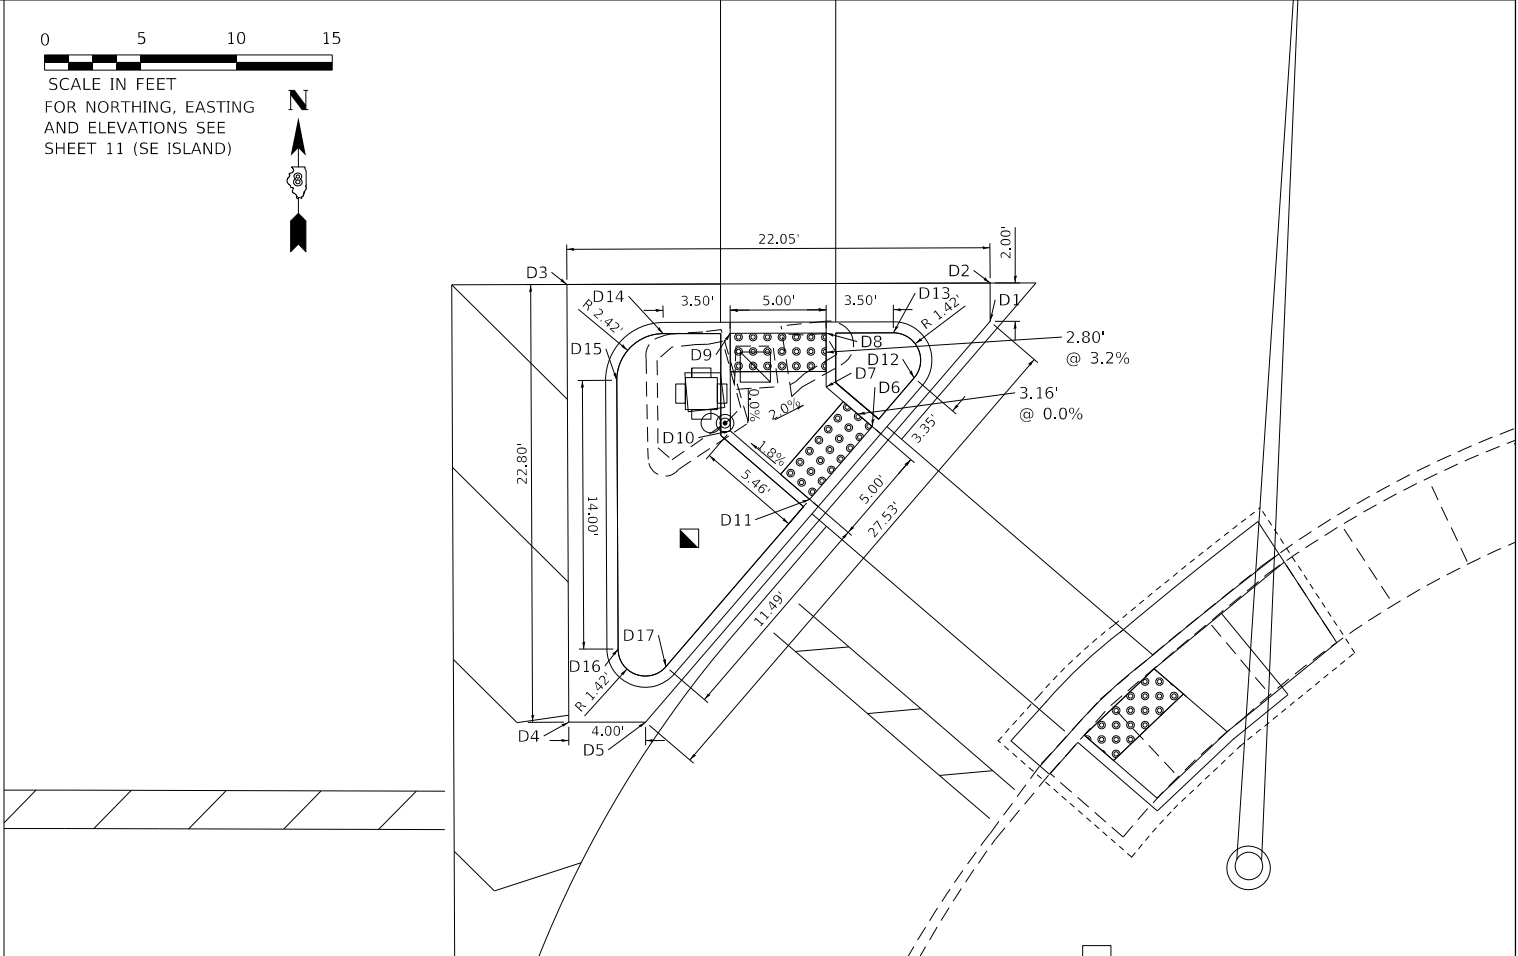 0 5 10 15
SCALE IN FEET
FOR NORTHING, EASTING
AND ELEVATIONS SEE
SHEET 11 (SE ISLAND)
N
8
22.05'
2.00'
D3
D2
D14
3.50'
5.00'
3.50'
D13
D1
R 2.42'
R 1.42'
D15
D9
D8
2.80'
@ 3.2%
D12
D7
D6
3.16'
@ 0.0%
0.0%
2.0%
D10
1.8%
3.35'
22.80'
14.00'
5.46'
5.00'
D11
27.53'
11.49'
D17
D16
R 1.42'
D4
4.00'
D5